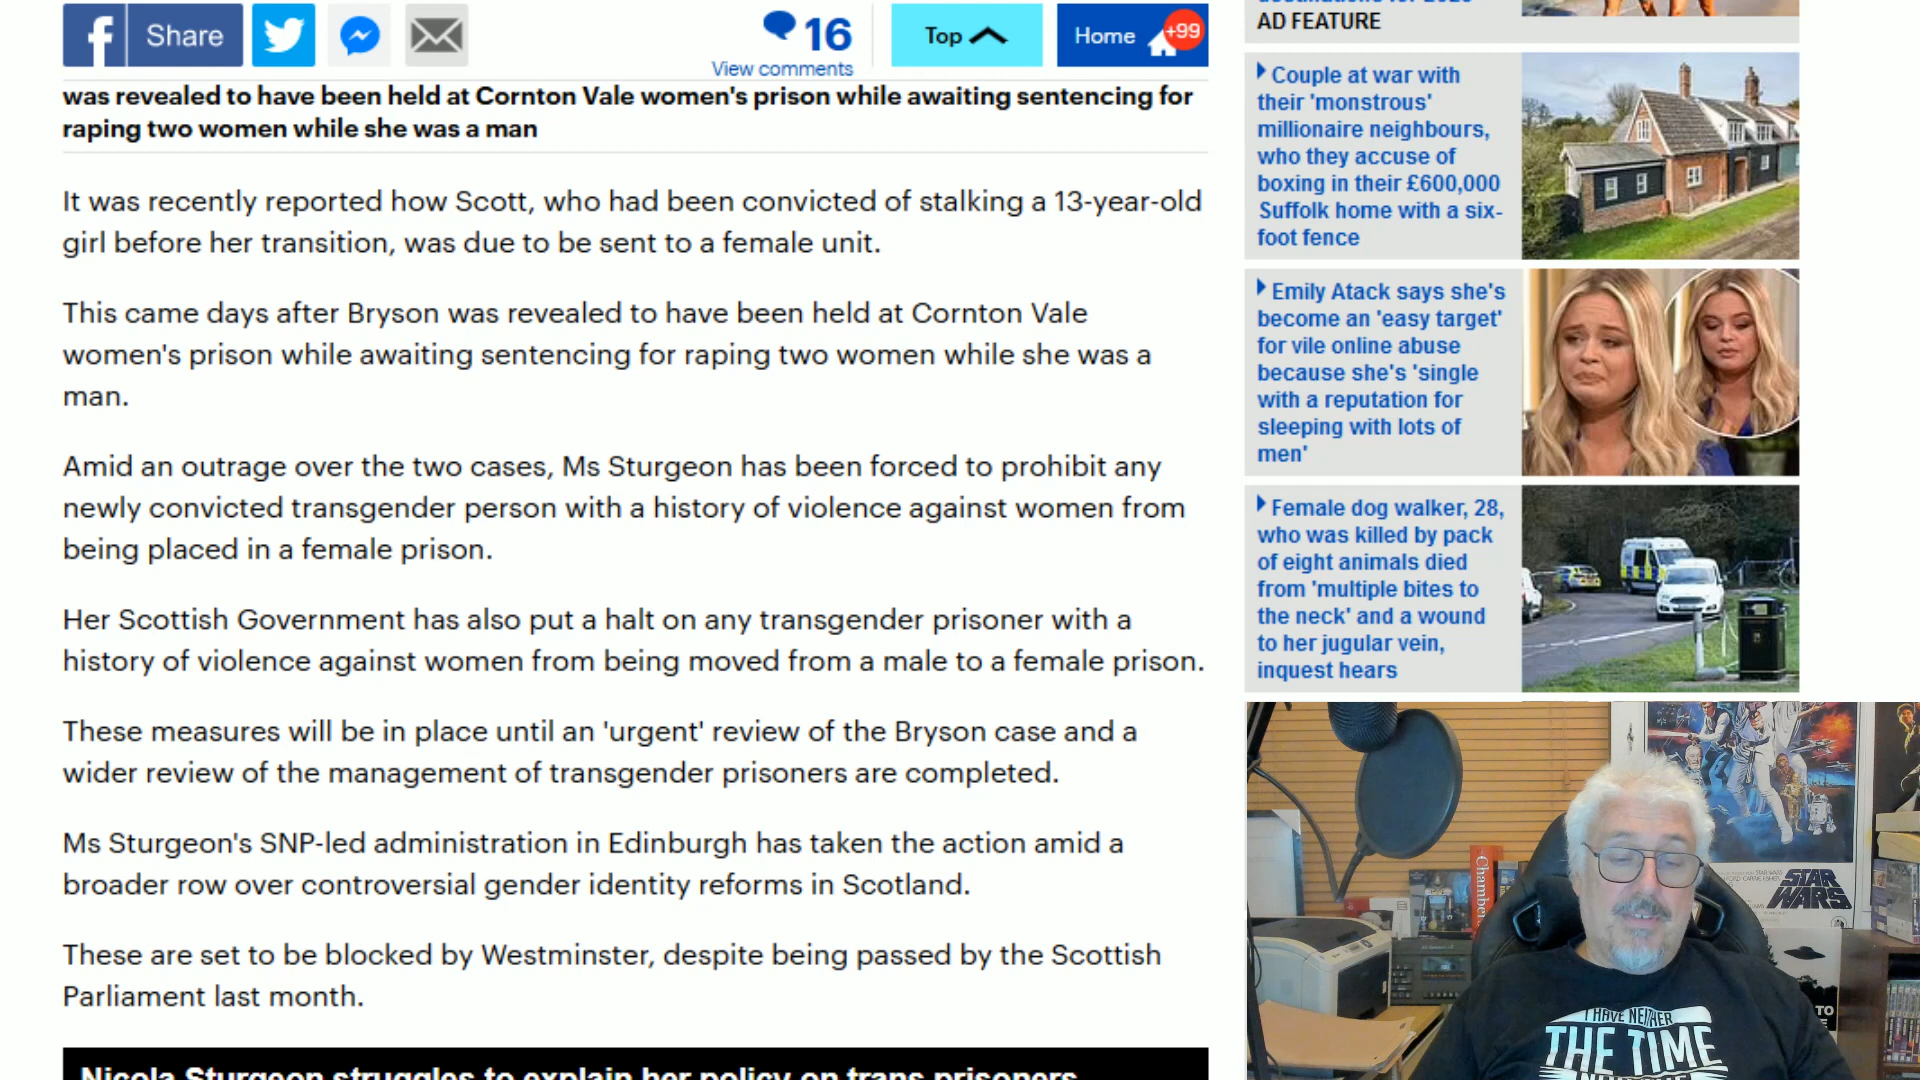 Share
16
View comments
Top
Home
+99
was revealed to have been held at Cornton Vale women's prison while awaiting sentencing for
raping two women while she was a man
It was recently reported how Scott, who had been convicted of stalking a 13-year-old
girl before her transition, was due to be sent to a female unit.
This came days after Bryson was revealed to have been held at Cornton Vale
women's prison while awaiting sentencing for raping two women while she was a
man.
Amid an outrage over the two cases, Ms Sturgeon has been forced to prohibit any
newly convicted transgender person with a history of violence against women from
being placed in a female prison.
Her Scottish Government has also put a halt on any transgender prisoner with a
history of violence against women from being moved from a male to a female prison.
These measures will be in place until an 'urgent' review of the Bryson case and a
wider review of the management of transgender prisoners are completed.
Ms Sturgeon's SNP-led administration in Edinburgh has taken the action amid a
broader row over controversial gender identity reforms in Scotland.
These are set to be blocked by Westminster, despite being passed by the Scottish
Parliament last month.
Nicola Sturgeon struggles to explain her policy on trans prisoners
AD FEATURE
Couple at war with
their 'monstrous'
millionaire neighbours,
who they accuse of
boxing in their £600,000
Suffolk home with a six-
foot fence
Emily Atack says she's
become an 'easy target'
for vile online abuse
because she's 'single
with a reputation for
sleeping with lots of
men'
Female dog walker, 28,
who was killed by pack
of eight animals died
from 'multiple bites to
the neck' and a wound
to her jugular vein,
inquest hears
STAR
WARS
I HAVE NEITHER
THE TIME